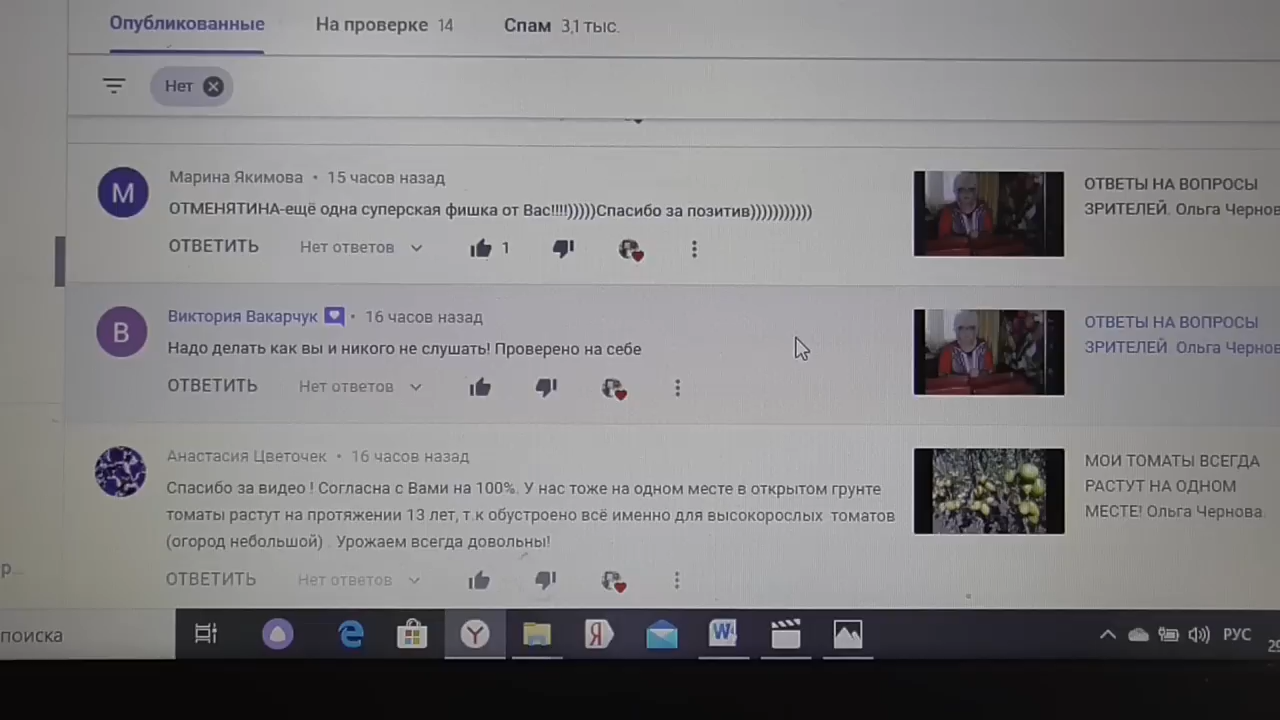 Опубликованные На проверке 14 Спам 3,1 тыс.
Нет
Марина Якимова • 15 часов назад
ОТМЕНЯТИНА-ещё одна суперская фишка от Вас!!!!)))))Спасибо за позитив)))))))))))
ОТВЕТИТЬ Нет ответов 1
ОТВЕТЫ НА ВОПРОСЫ
ЗРИТЕЛЕЙ. Ольга Чернов
Виктория Вакарчук • 16 часов назад
Надо делать как вы и никого не слушать! Проверено на себе
ОТВЕТИТЬ Нет ответов
ОТВЕТЫ НА ВОПРОСЫ
ЗРИТЕЛЕЙ. Ольга Чернов
Анастасия Цветочек • 16 часов назад
Спасибо за видео ! Согласна с Вами на 100%. У нас тоже на одном месте в открытом грунте
томаты растут на протяжении 13 лет, т.к обустроено всё именно для высокорослых томатов
(огород небольшой) . Урожаем всегда довольны!
ОТВЕТИТЬ Нет ответов
МОИ ТОМАТЫ ВСЕГДА
РАСТУТ НА ОДНОМ
МЕСТЕ! Ольга Чернова.
р...
поиска
РУС
29